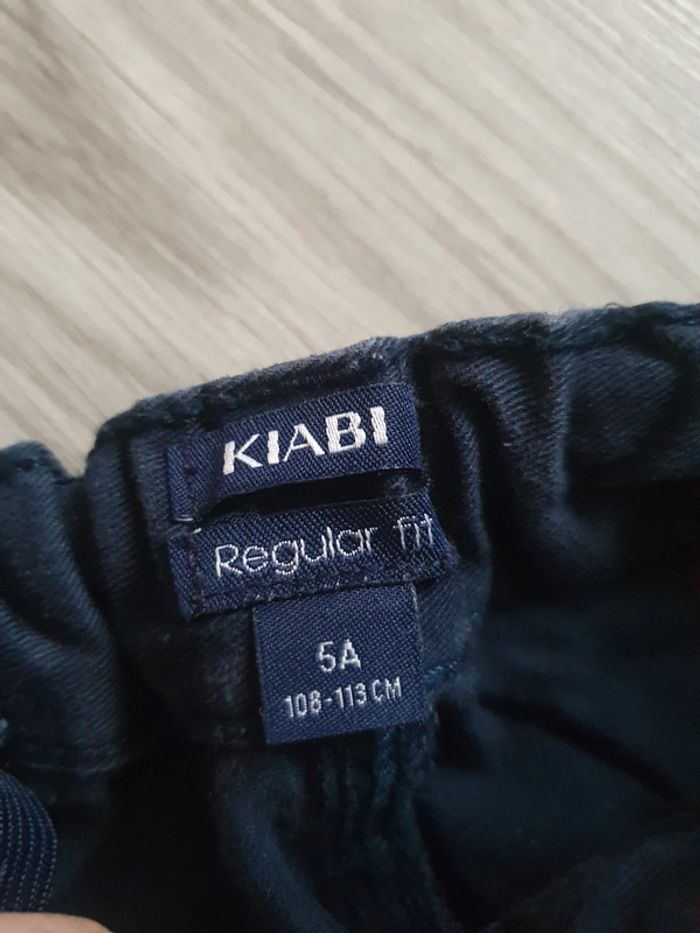 KIABI
Regular fit
5A
108-113 CM